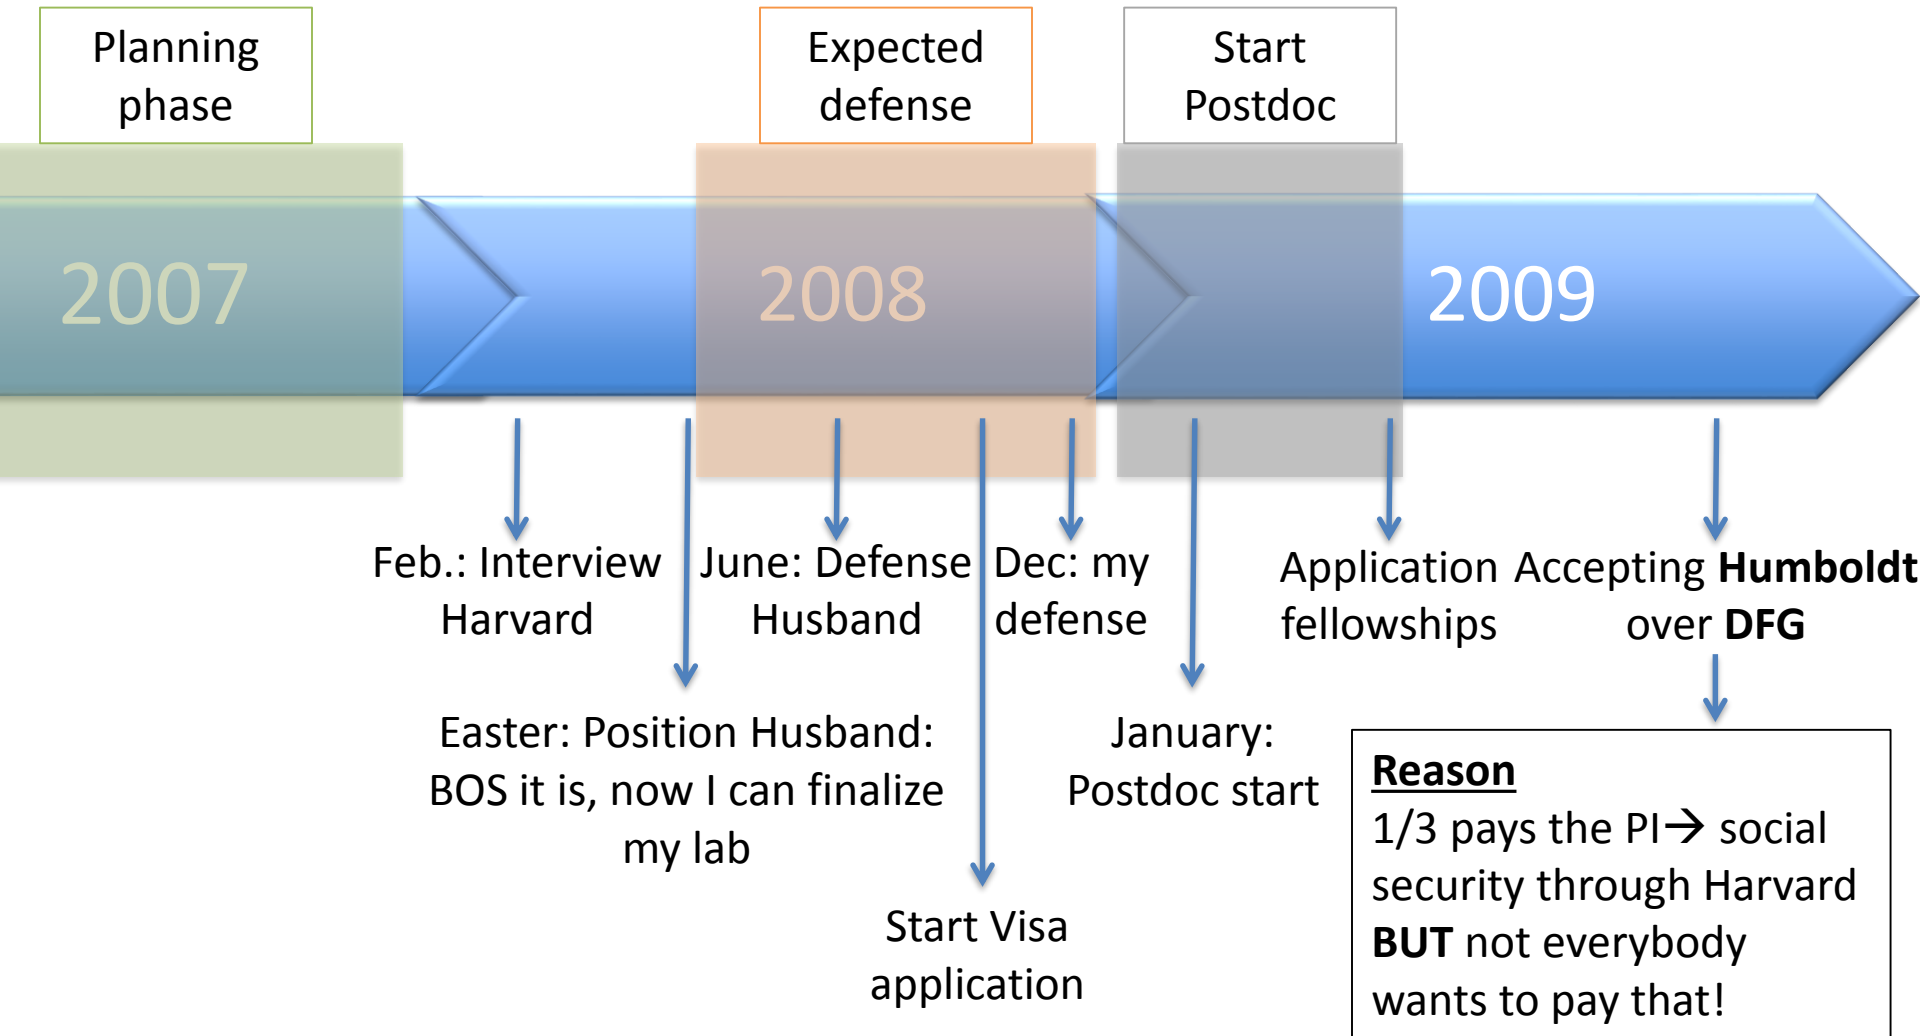 Planning
phase
Expected
defense
Start
Postdoc
2007
2008
2009
Feb.: Interview
Harvard
June: Defense
Husband
Dec: my
defense
Application
fellowships
Accepting Humboldt
over DFG
Easter: Position Husband:
BOS it is, now I can finalize
my lab
January:
Postdoc start
Start Visa
application
Reason
1/3 pays the PI→ social
security through Harvard
BUT not everybody
wants to pay that!